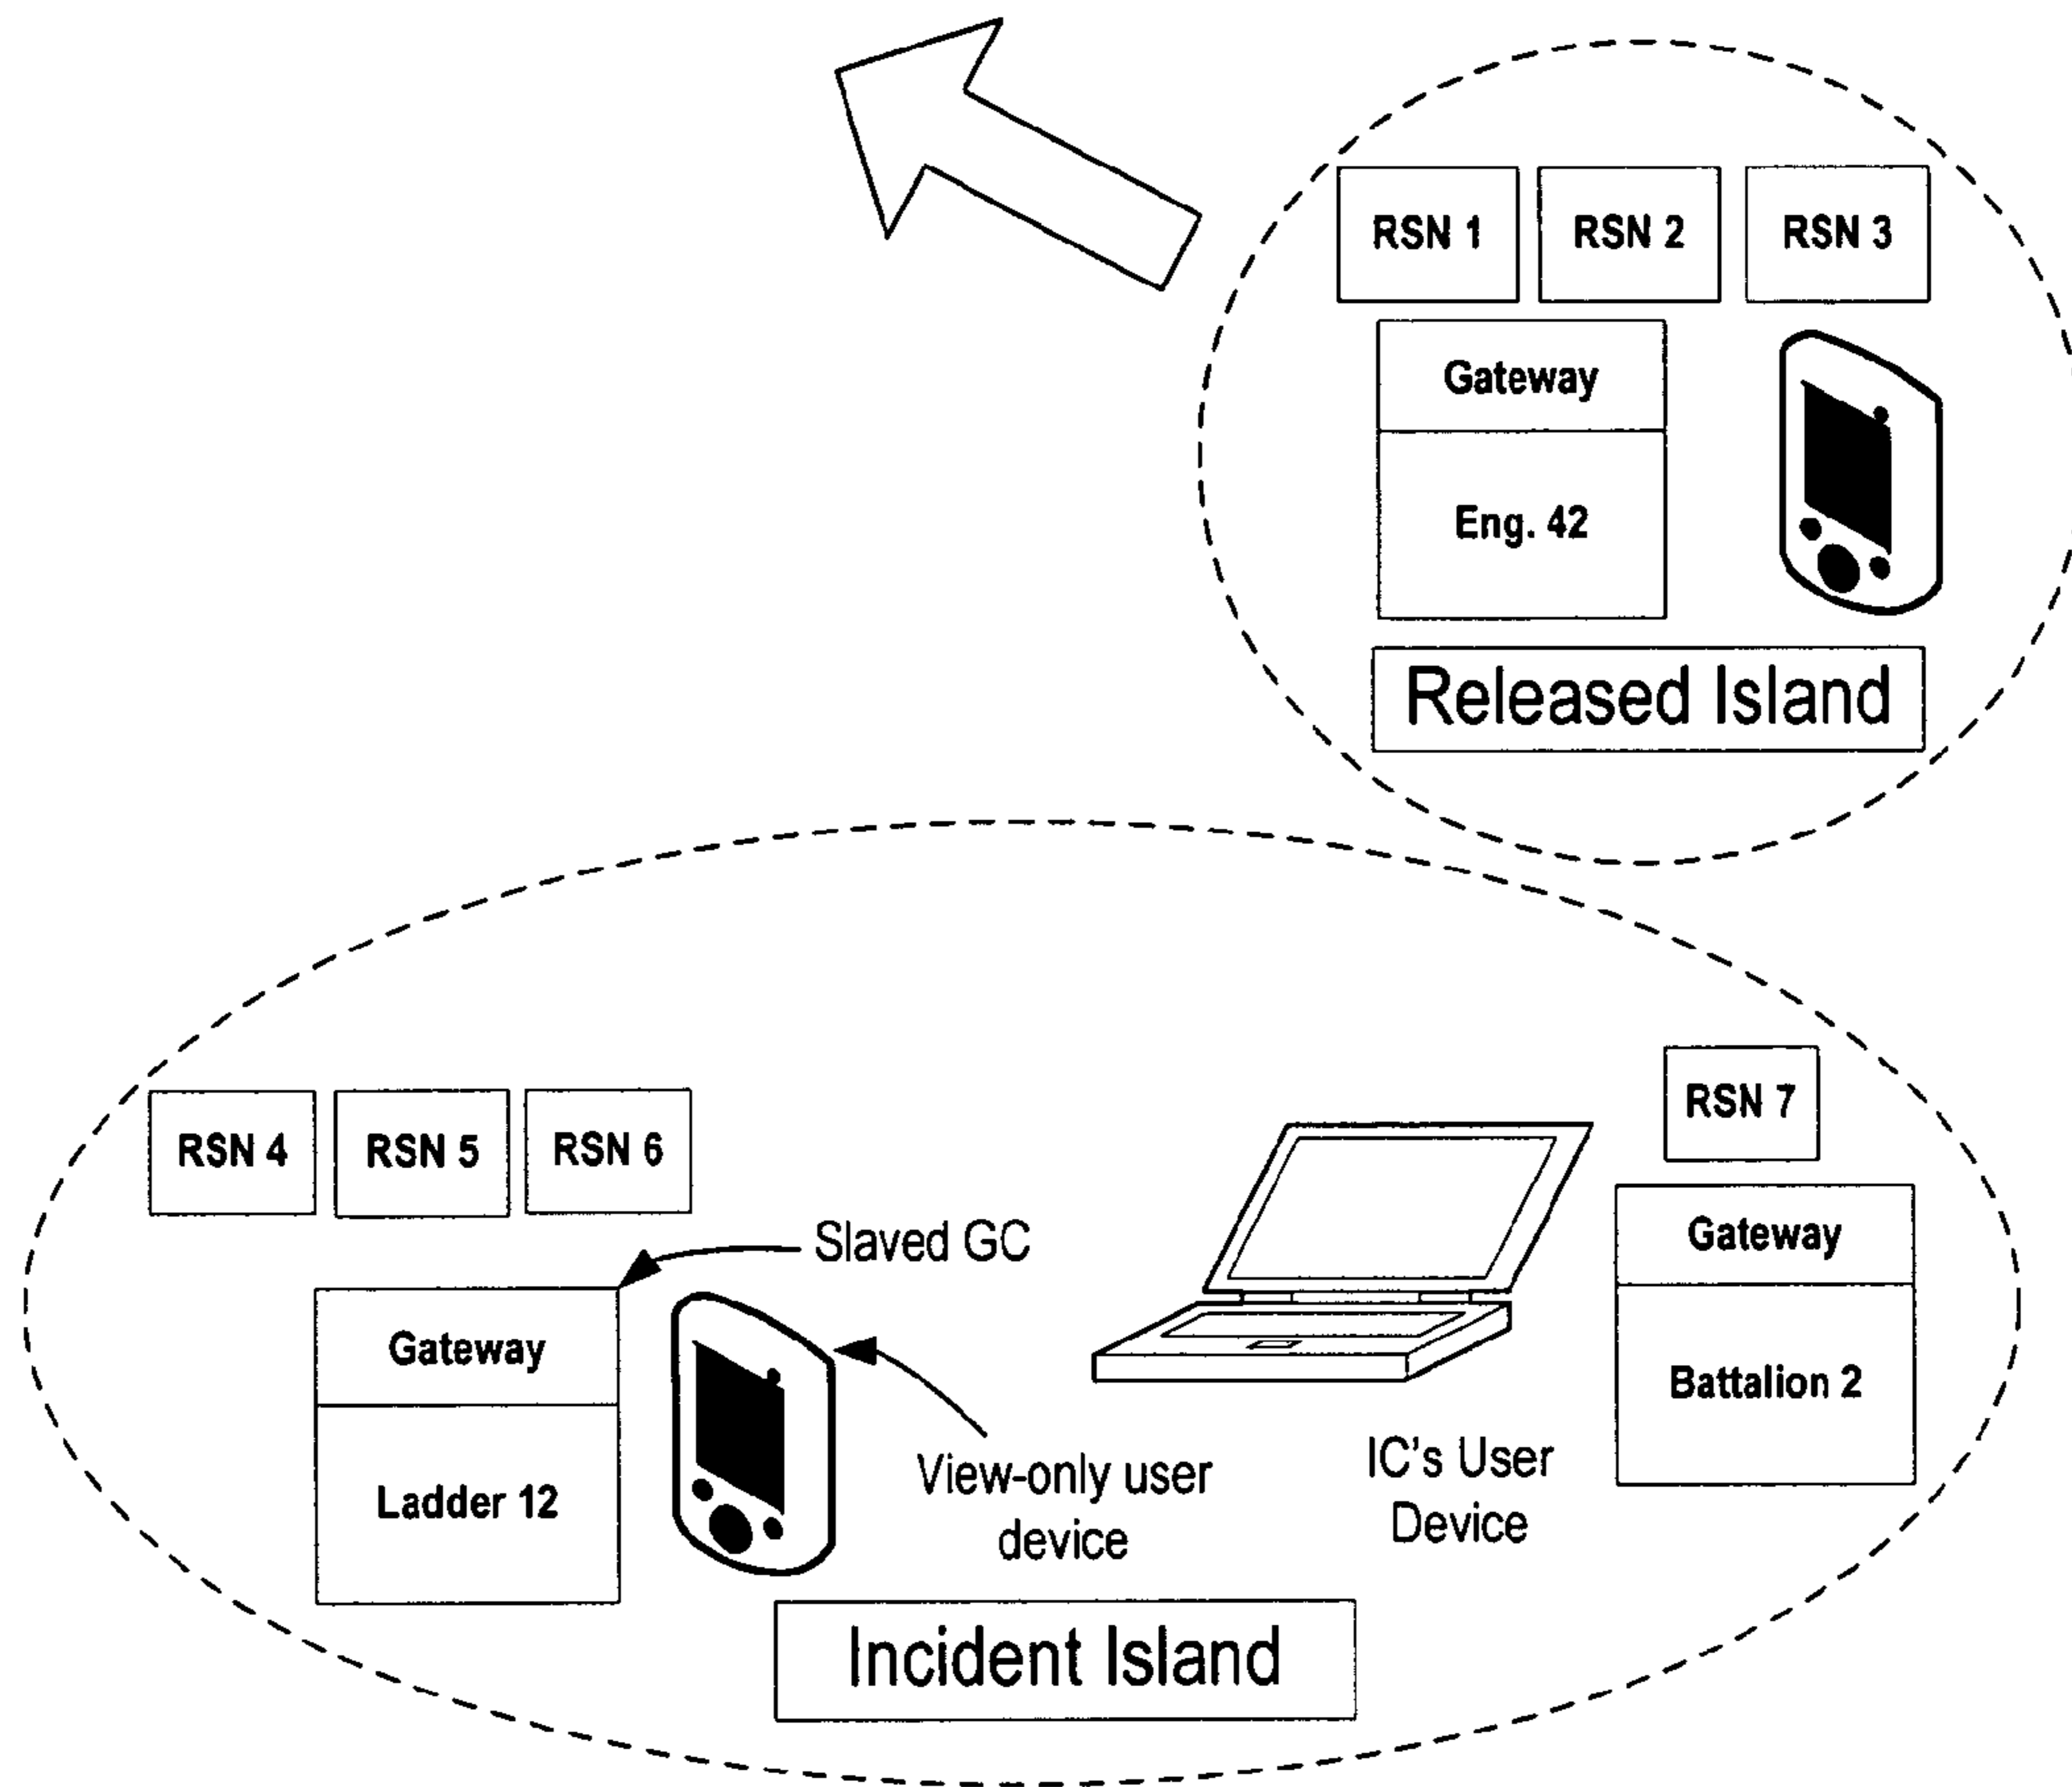 RSN 1
RSN 2
RSN 3
Gateway
Eng. 42
Released Island
RSN 7
RSN 4
RSN 5
RSN 6
Slaved GC
Gateway
Gateway
Battalion 2
Ladder 12
View-only user
device
IC's User
Device
Incident Island